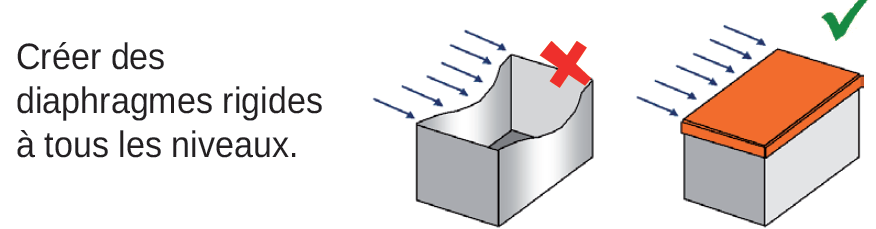 Créer des
diaphragmes rigides
à tous les niveaux.